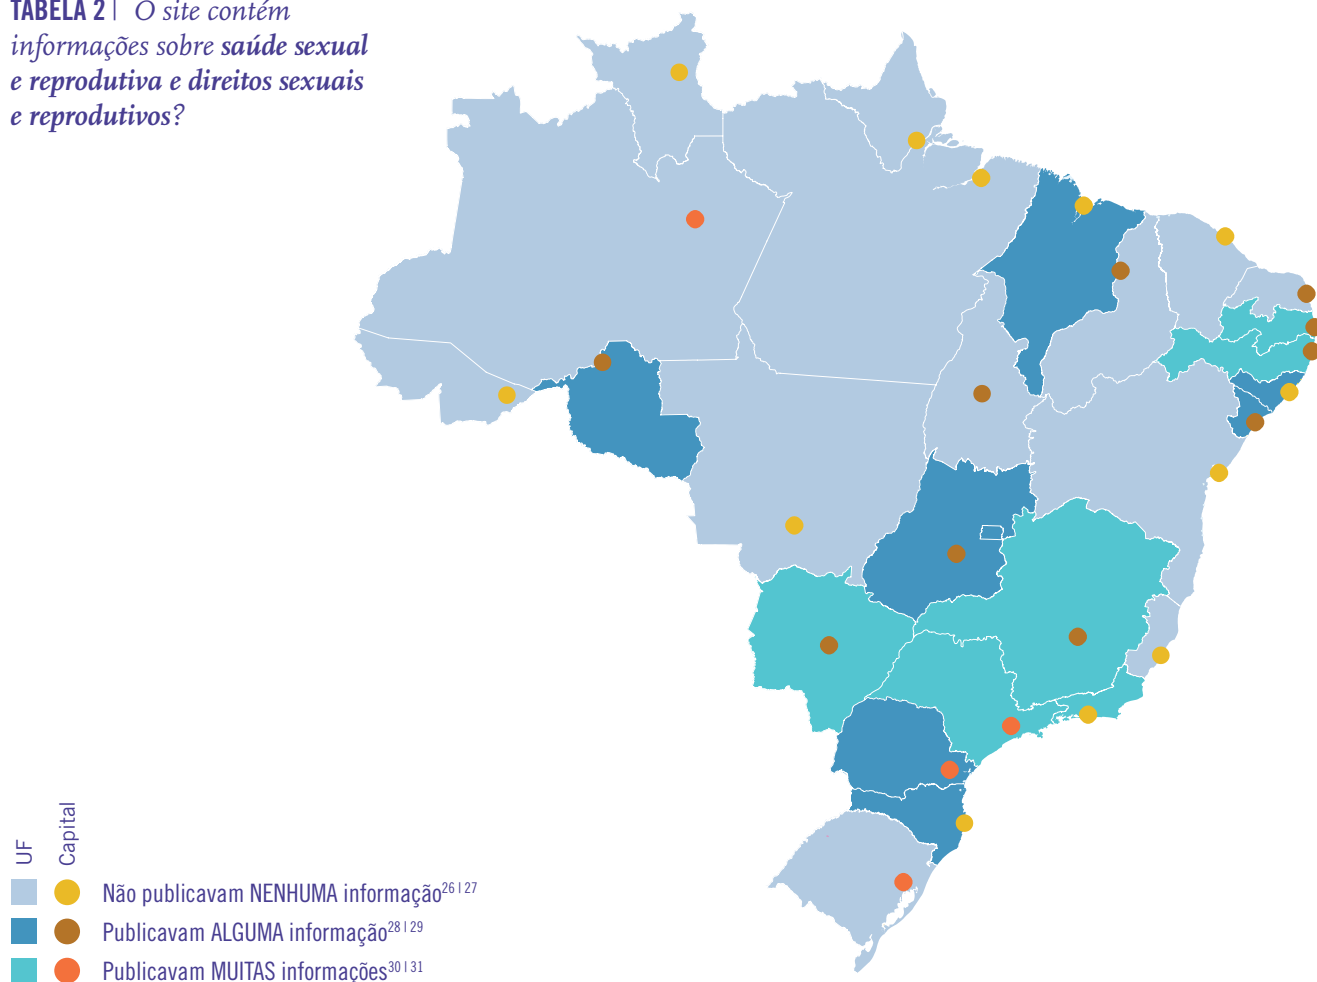 TABELA 2 | O site contém
informações sobre saúde sexual
e reprodutiva e direitos sexuais
e reprodutivos?
UF
Capital
Não publicavam NENHUMA informação26|27
Publicavam ALGUMA informação28|29
Publicavam MUITAS informações30|31